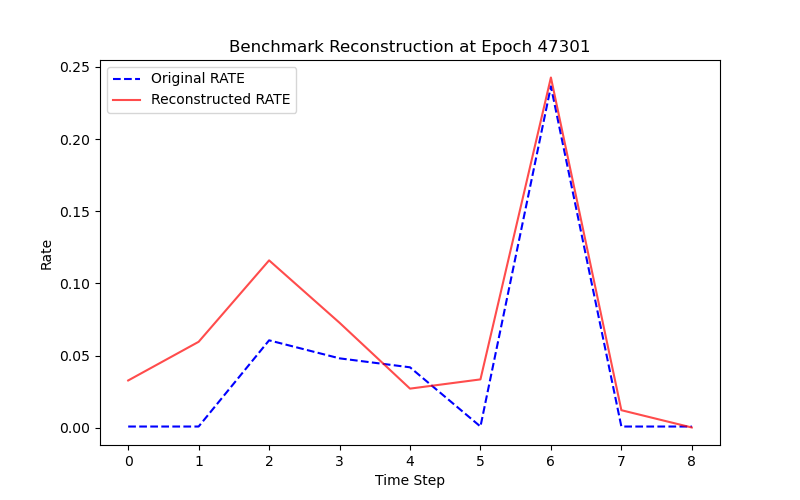 Benchmark Reconstruction at Epoch 47301
Original RATE
Reconstructed RATE
0.25
0.20
0.15
0.10
0.05
0.00
Rate
0 1 2 3 4 5 6 7 8
Time Step